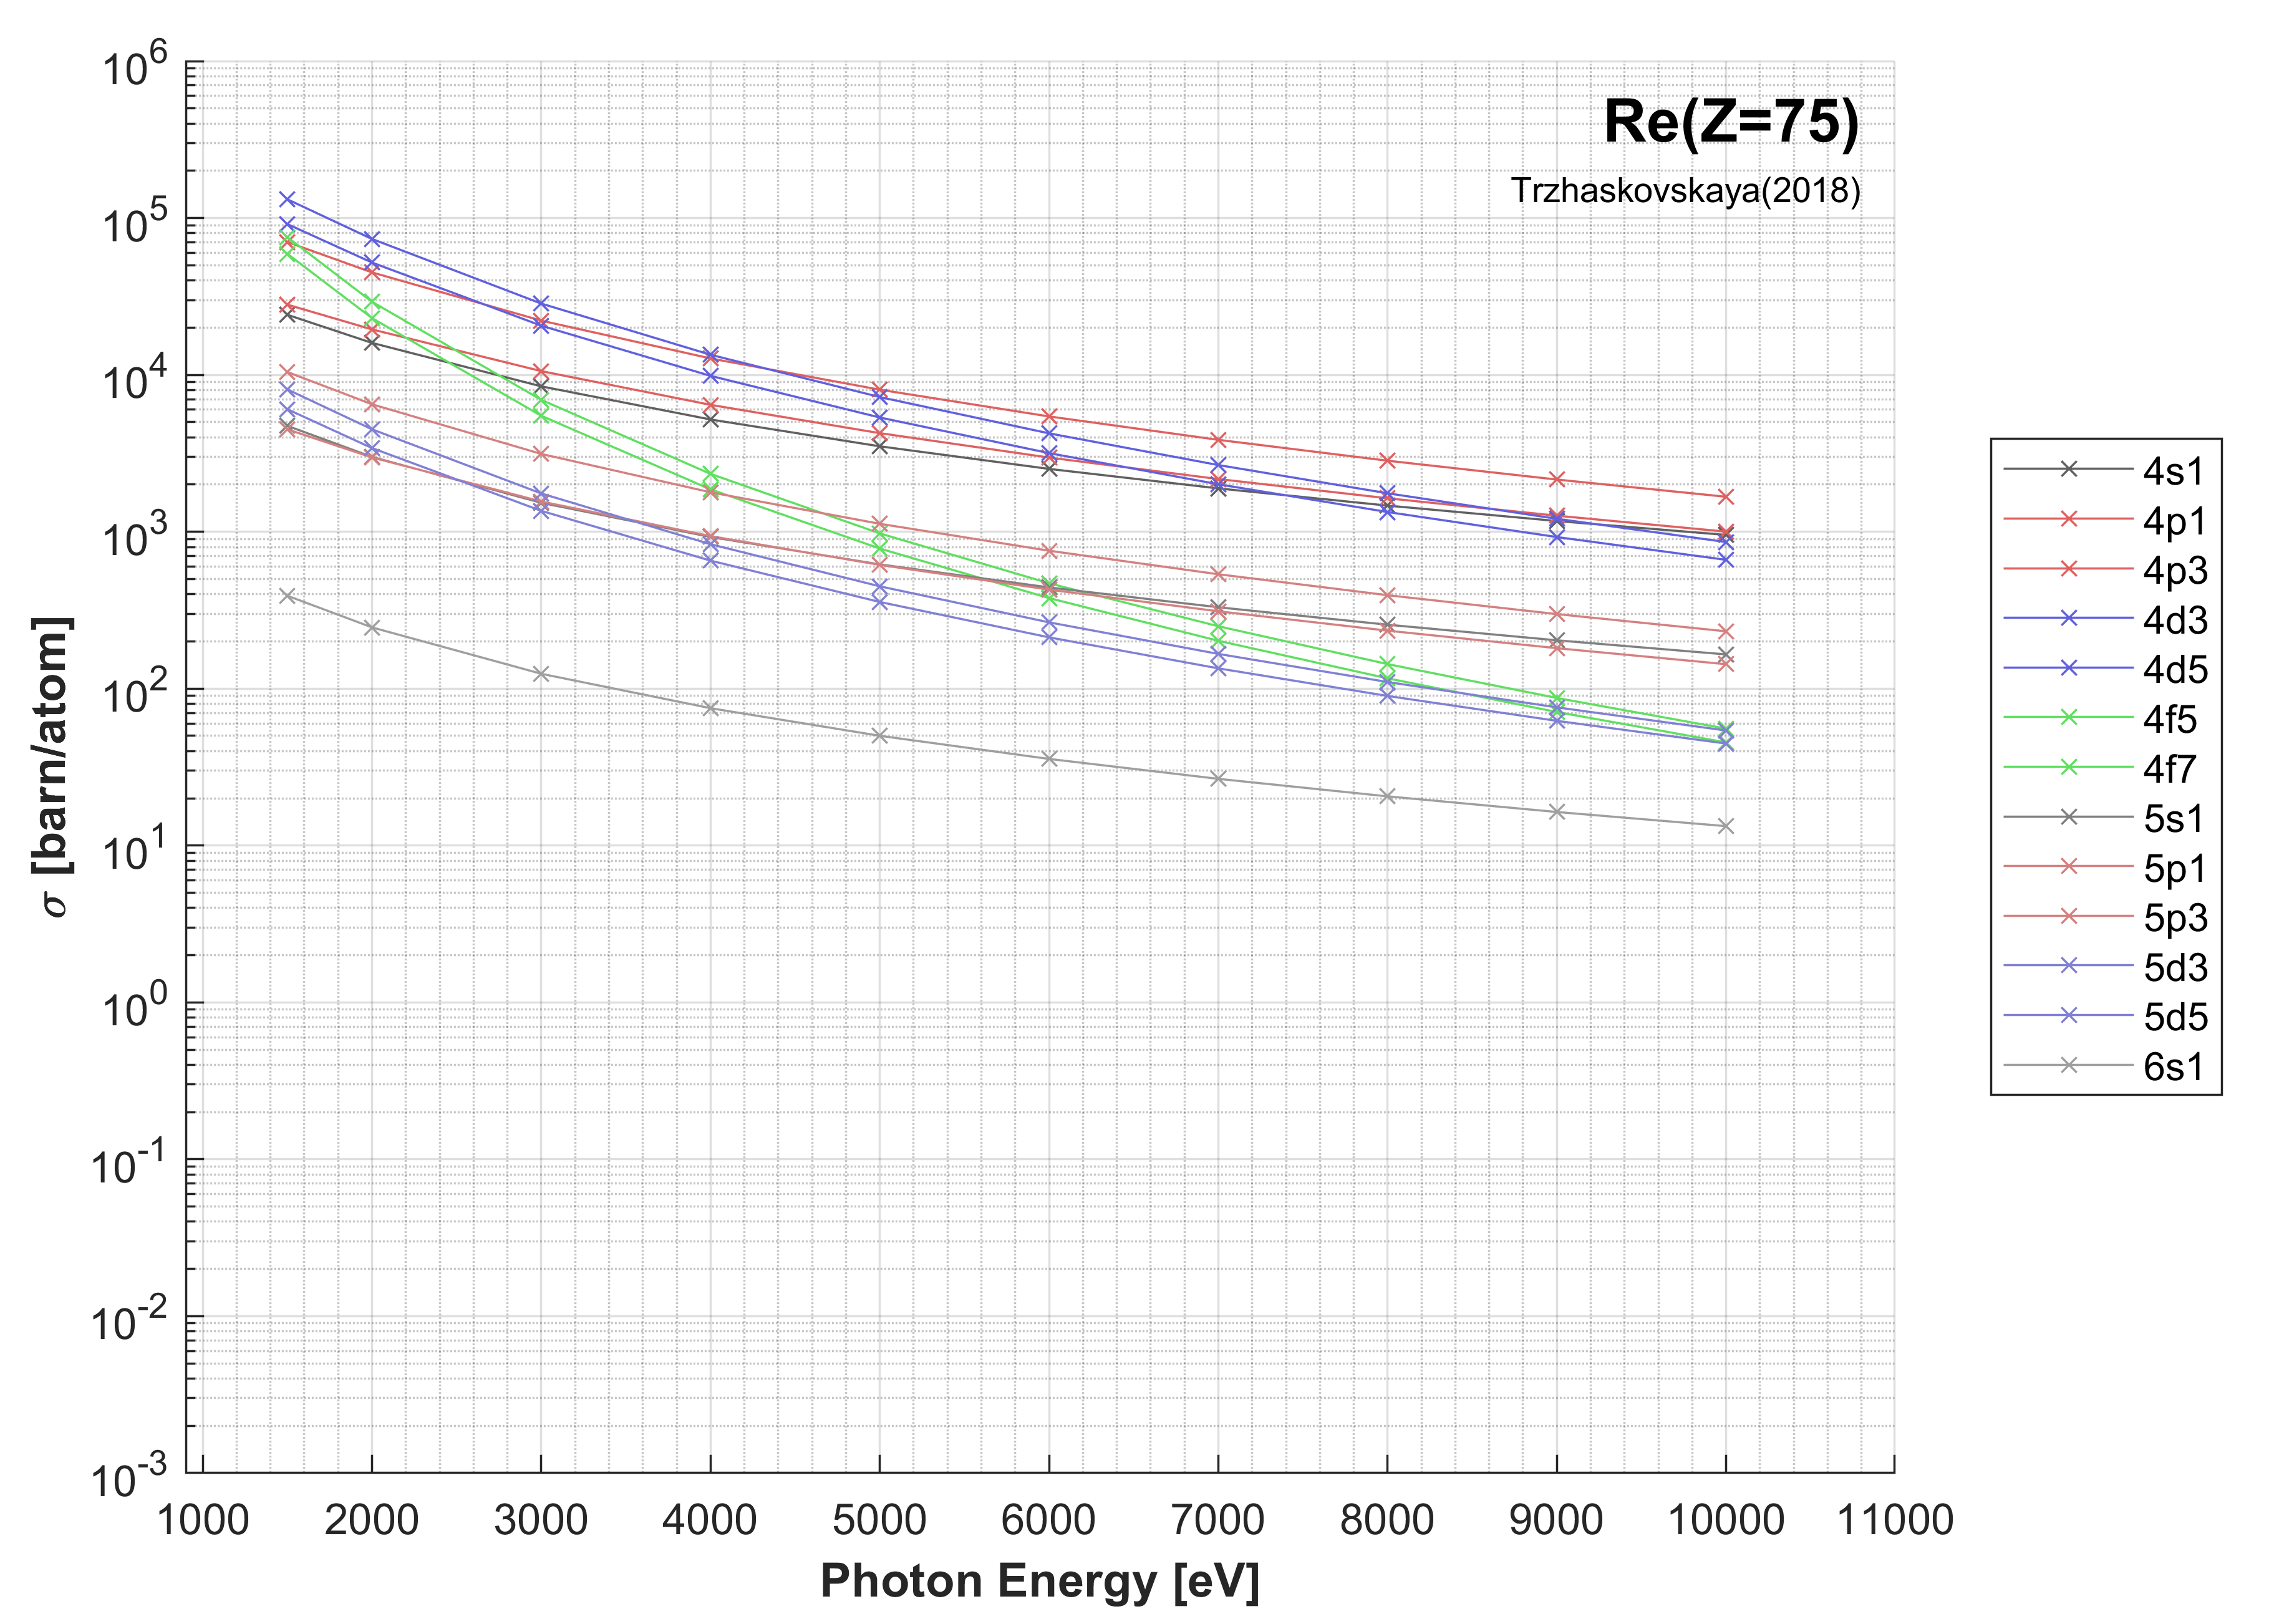 Re(Z=75)
Trzhaskovskaya(2018)
σ [barn/atom]
10^6
10^5
10^4
10^3
10^2
10^1
10^0
10^-1
10^-2
10^-3
1000 2000 3000 4000 5000 6000 7000 8000 9000 10000 11000
Photon Energy [eV]
4s1
4p1
4p3
4d3
4d5
4f5
4f7
5s1
5p1
5p3
5d3
5d5
6s1